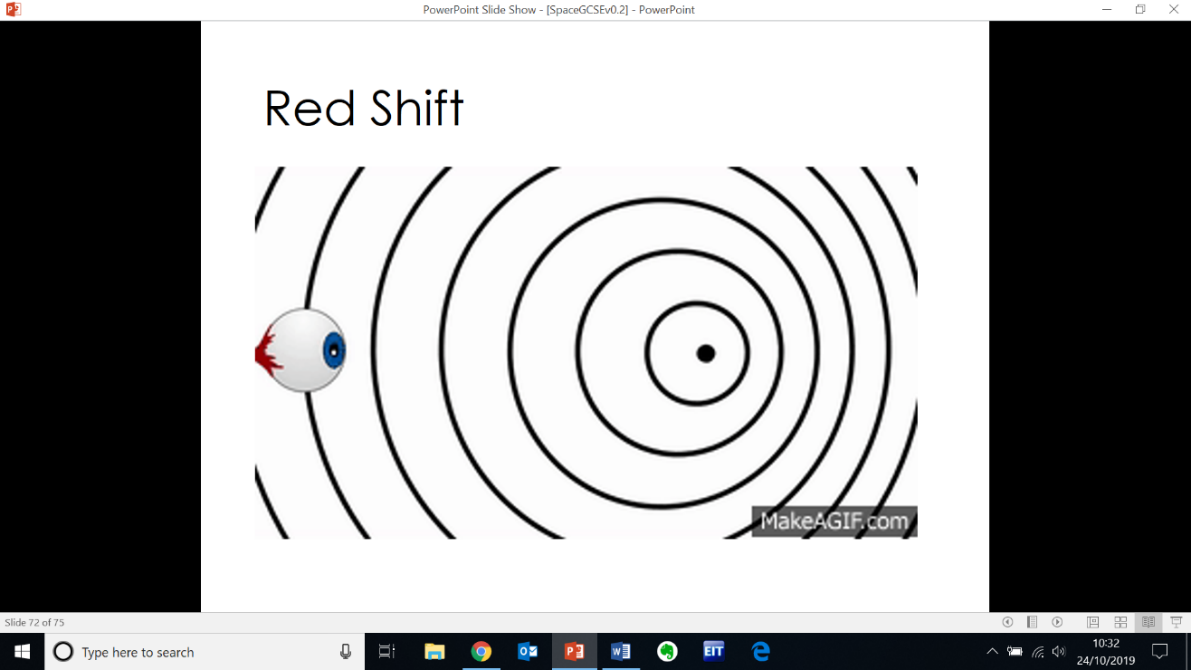 PowerPoint Slide Show - [SpaceGCSEv0.2] - PowerPoint
Red Shift
MakeAGIF.com
Slide 72 of 75
Type here to search
EIT
10:32
24/10/2019